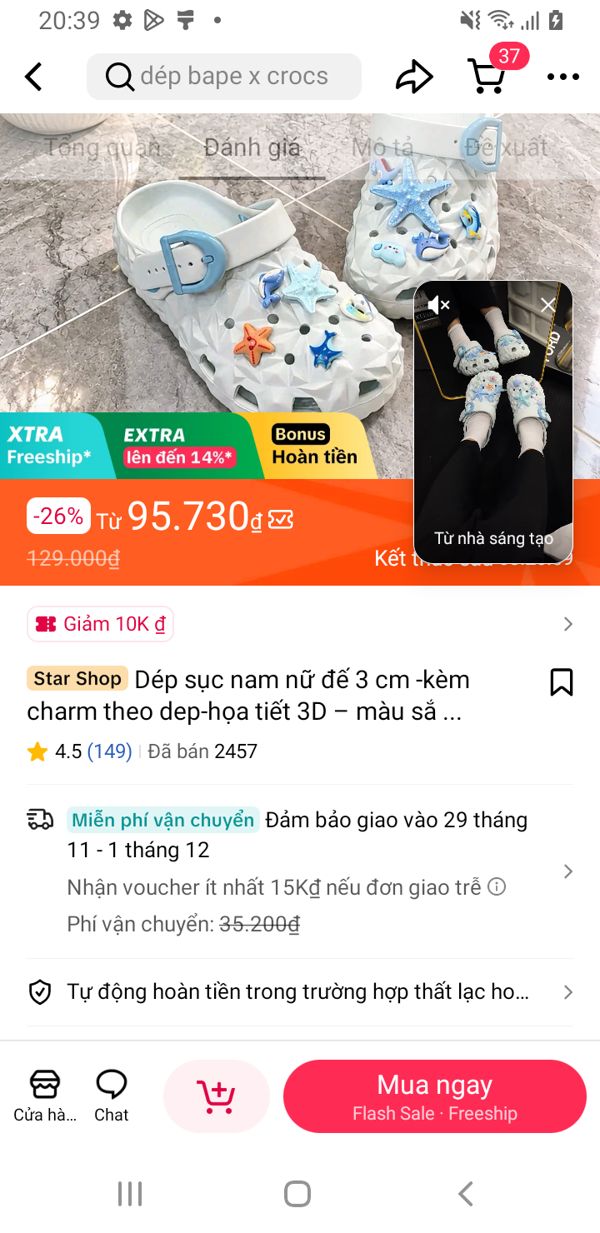 20:39
dép bape x crocs
37
Tổng quan Đánh giá Mô tả Đề xuất
XTRA
Freeship*
EXTRA
lên đến 14%*
Bonus
Hoàn tiền
Từ nhà sáng tạo
-26% Từ 95.730₫
129.000₫
Kết
Giảm 10K ₫
Star Shop Dép sục nam nữ đế 3 cm -kèm
charm theo dep-họa tiết 3D – màu sắ ...
4.5 (149) Đã bán 2457
Miễn phí vận chuyển Đảm bảo giao vào 29 tháng
11 - 1 tháng 12
Nhận voucher ít nhất 15K₫ nếu đơn giao trễ
Phí vận chuyển: 35.200₫
Tự động hoàn tiền trong trường hợp thất lạc ho...
Cửa hà... Chat
Mua ngay
Flash Sale · Freeship